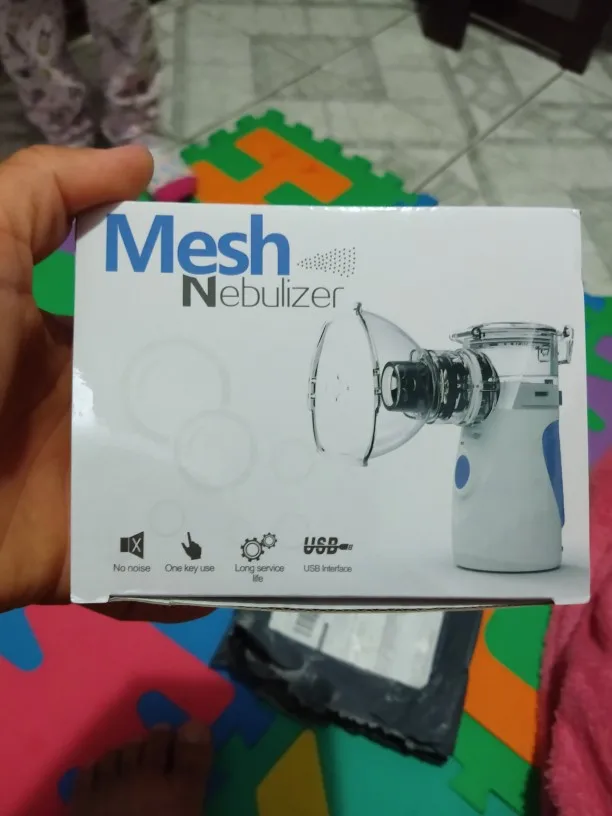 Mesh
Nebulizer
No noise
One key use
Long service
life
USB
USB Interface